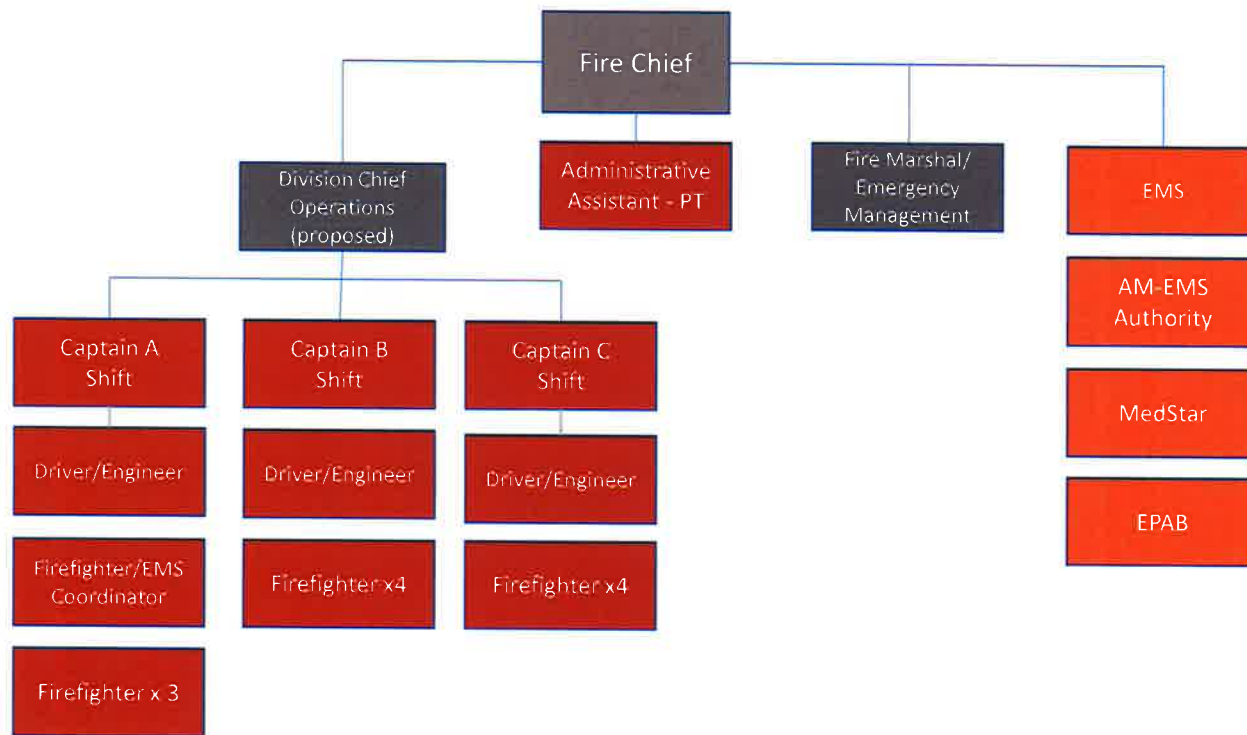 Fire Chief
Division Chief
Operations
(proposed)
Administrative
Assistant - PT
Fire Marshal/
Emergency
Management
EMS
AM-EMS
Authority
MedStar
EPAB
Captain A
Shift
Captain B
Shift
Captain C
Shift
Driver/Engineer
Driver/Engineer
Driver/Engineer
Firefighter/EMS
Coordinator
Firefighter x4
Firefighter x4
Firefighter x 3